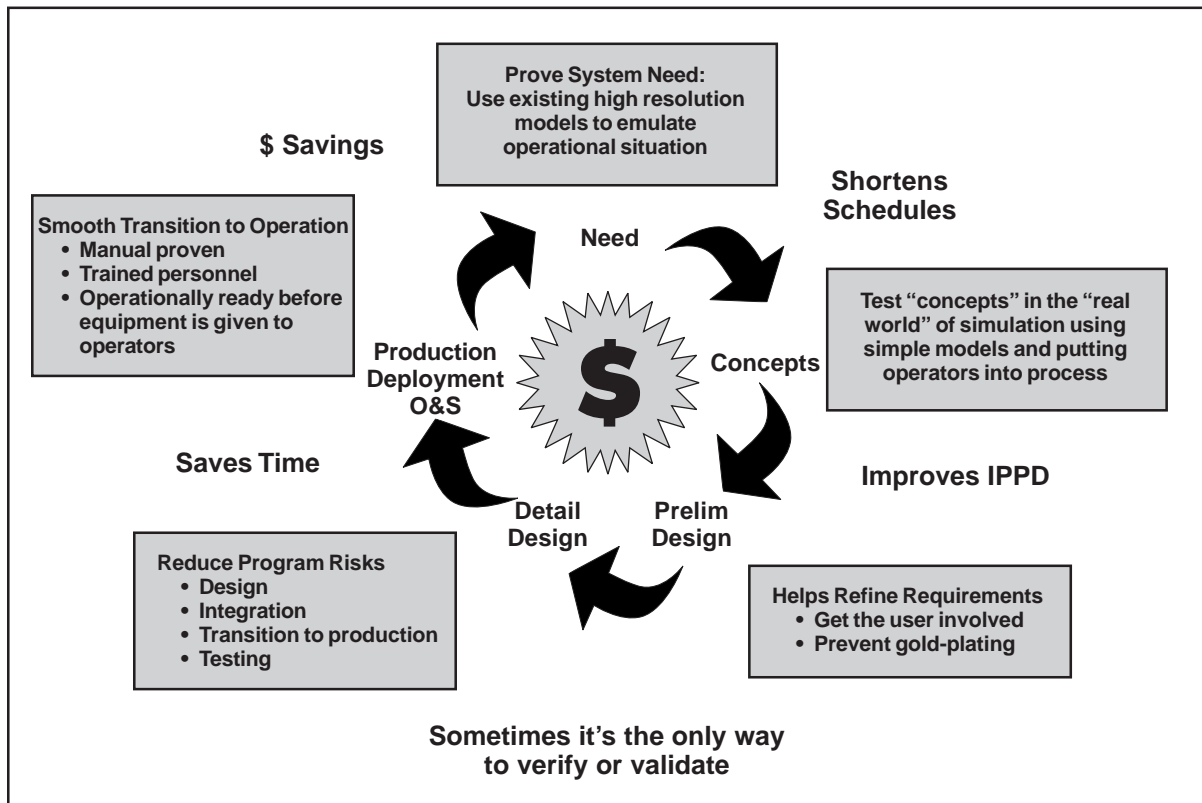 Prove System Need:
Use existing high resolution
models to emulate
operational situation
$ Savings
Shortens
Schedules
Smooth Transition to Operation
• Manual proven
• Trained personnel
• Operationally ready before
equipment is given to
operators
Need
Test “concepts” in the “real
world” of simulation using
simple models and putting
operators into process
Production
Deployment
O&S
$
Concepts
Saves Time
Improves IPPD
Detail
Design
Prelim
Design
Reduce Program Risks
• Design
• Integration
• Transition to production
• Testing
Helps Refine Requirements
• Get the user involved
• Prevent gold-plating
Sometimes it’s the only way
to verify or validate